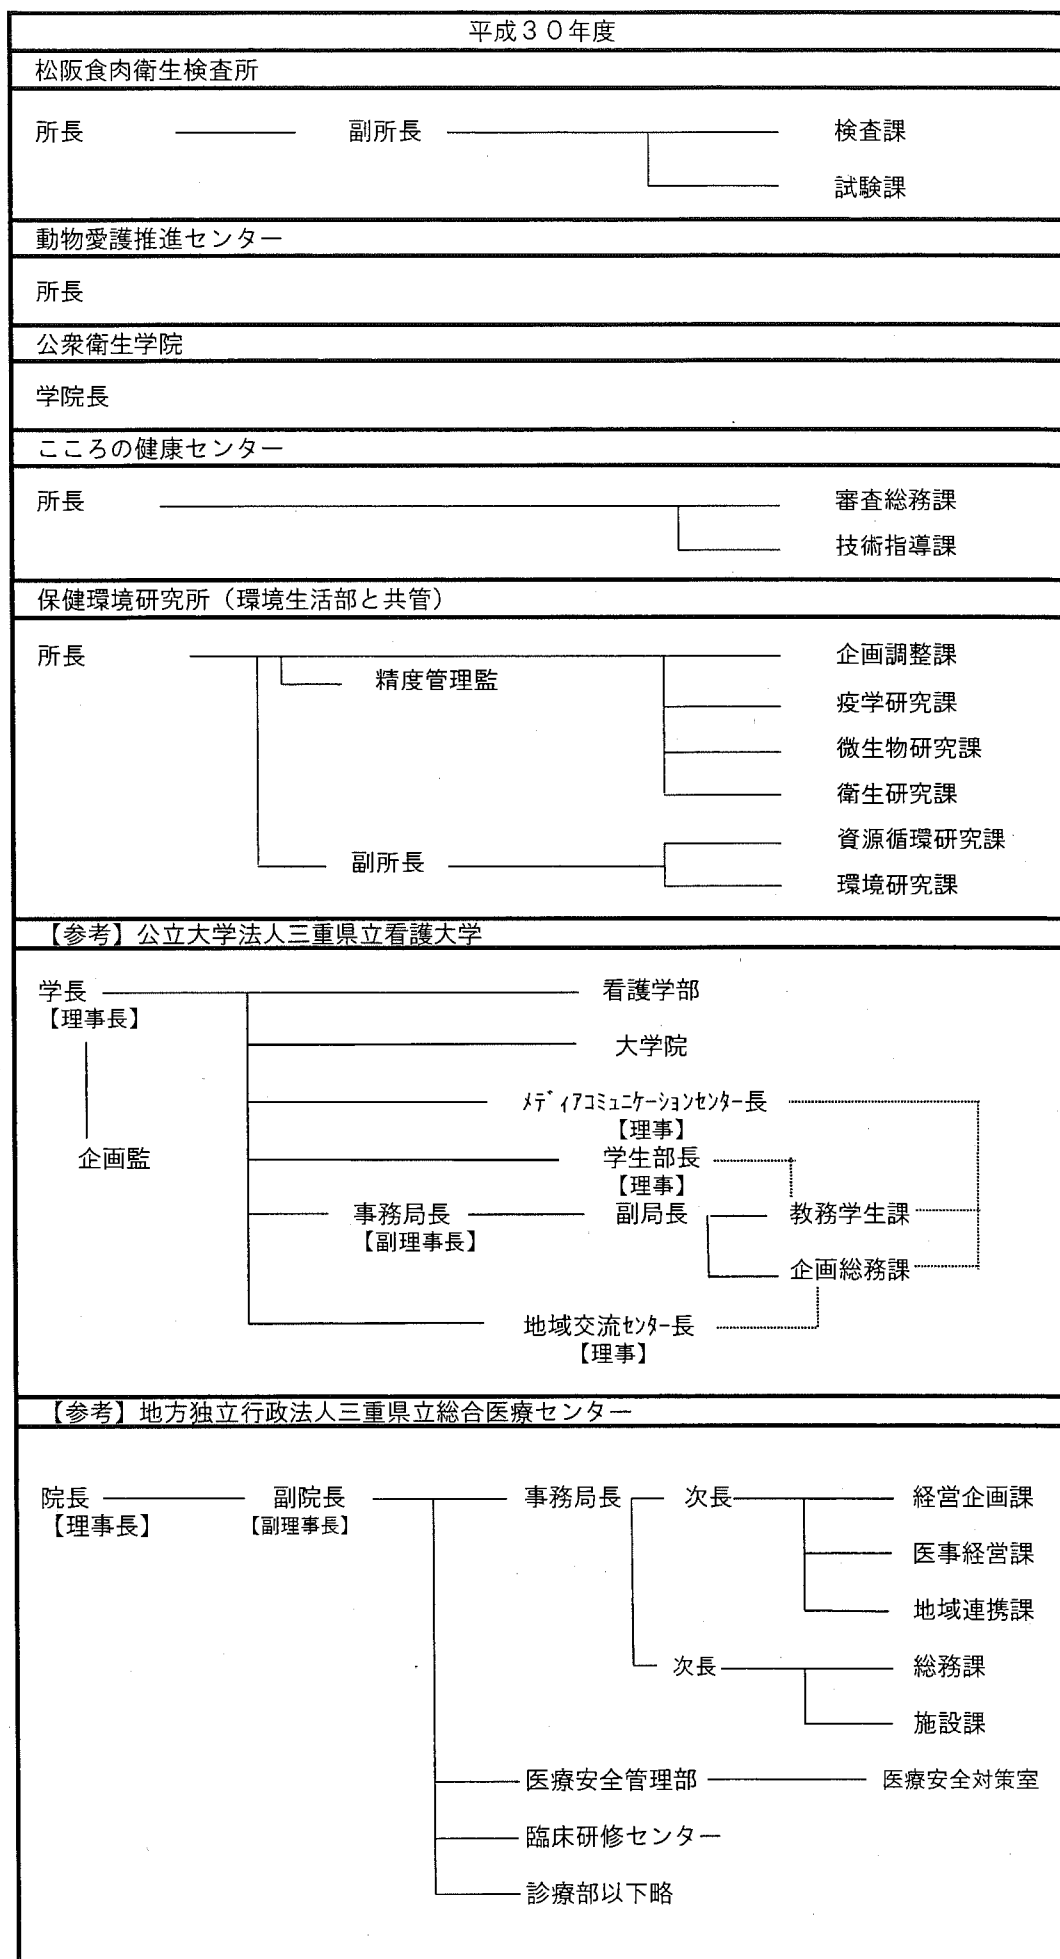 平成３０年度
松阪食肉衛生検査所
所長 副所長 検査課
試験課
動物愛護推進センター
所長
公衆衛生学院
学院長
こころの健康センター
所長 審査総務課
技術指導課
保健環境研究所（環境生活部と共管）
所長 企画調整課
精度管理監
疫学研究課
微生物研究課
衛生研究課
資源循環研究課
副所長
環境研究課
【参考】公立大学法人三重県立看護大学
学長 看護学部
【理事長】
大学院
ﾒﾃﾞｨｱｺﾐｭﾆｹｰｼｮﾝｾﾝﾀｰ長
【理事】
企画監 学生部長
【理事】
事務局長 副局長 教務学生課
【副理事長】
企画総務課
地域交流ｾﾝﾀｰ長
【理事】
【参考】地方独立行政法人三重県立総合医療センター
院長 副院長 事務局長 次長 経営企画課
【理事長】 【副理事長】
医事経営課
地域連携課
次長 総務課
施設課
医療安全管理部 医療安全対策室
臨床研修センター
診療部以下略